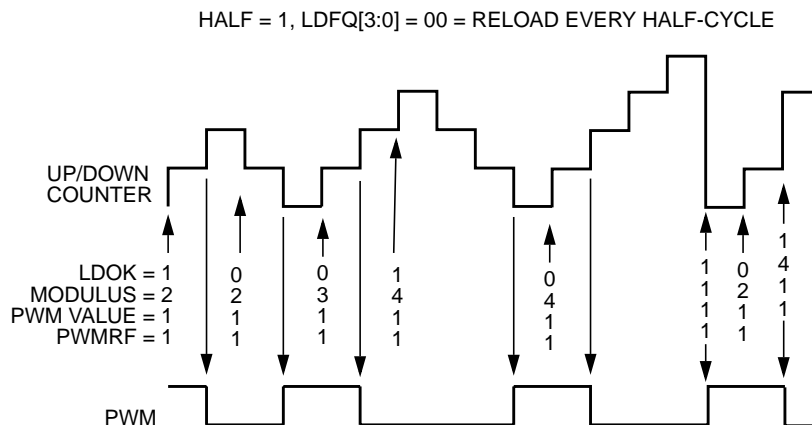 HALF = 1, LDFQ[3:0] = 00 = RELOAD EVERY HALF-CYCLE
UP/DOWN
COUNTER
LDOK = 1 0 0 1 0 1 0 1
MODULUS = 2 2 3 4 4 1 2 4
PWM VALUE = 1 1 1 1 1 1 1 1
PWMRF = 1 1 1 1 1 1 1 1
PWM